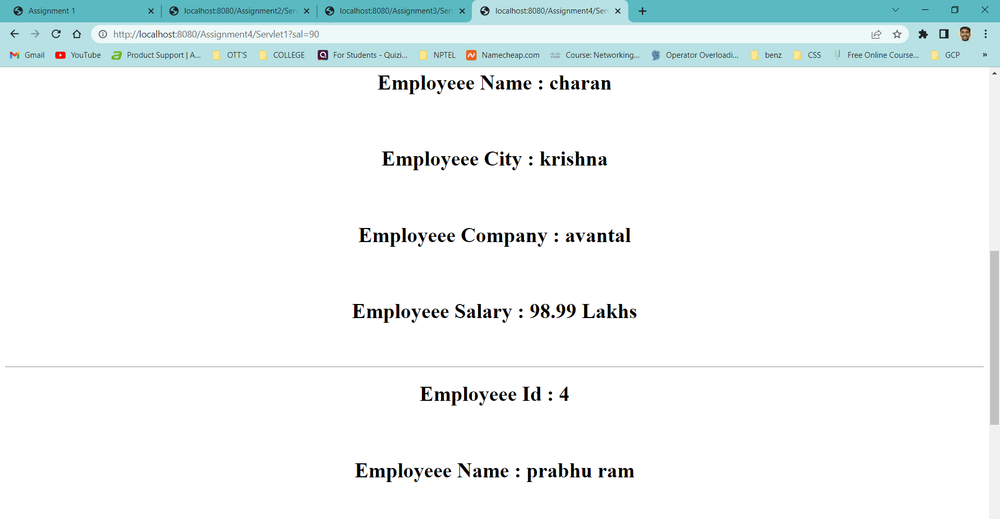 Assignment 1
localhost:8080/Assignment2/Ser
localhost:8080/Assignment3/Ser
localhost:8080/Assignment4/Ser
http://localhost:8080/Assignment4/Servlet1?sal=90
Gmail
YouTube
Product Support | A...
OTT'S
COLLEGE
For Students - Quizi...
NPTEL
Namecheap.com
Course: Networking...
Operator Overloadi...
benz
CSS
Free Online Course...
GCP
»
Employeee Name : charan
Employeee City : krishna
Employeee Company : avantal
Employeee Salary : 98.99 Lakhs
Employeee Id : 4
Employeee Name : prabhu ram